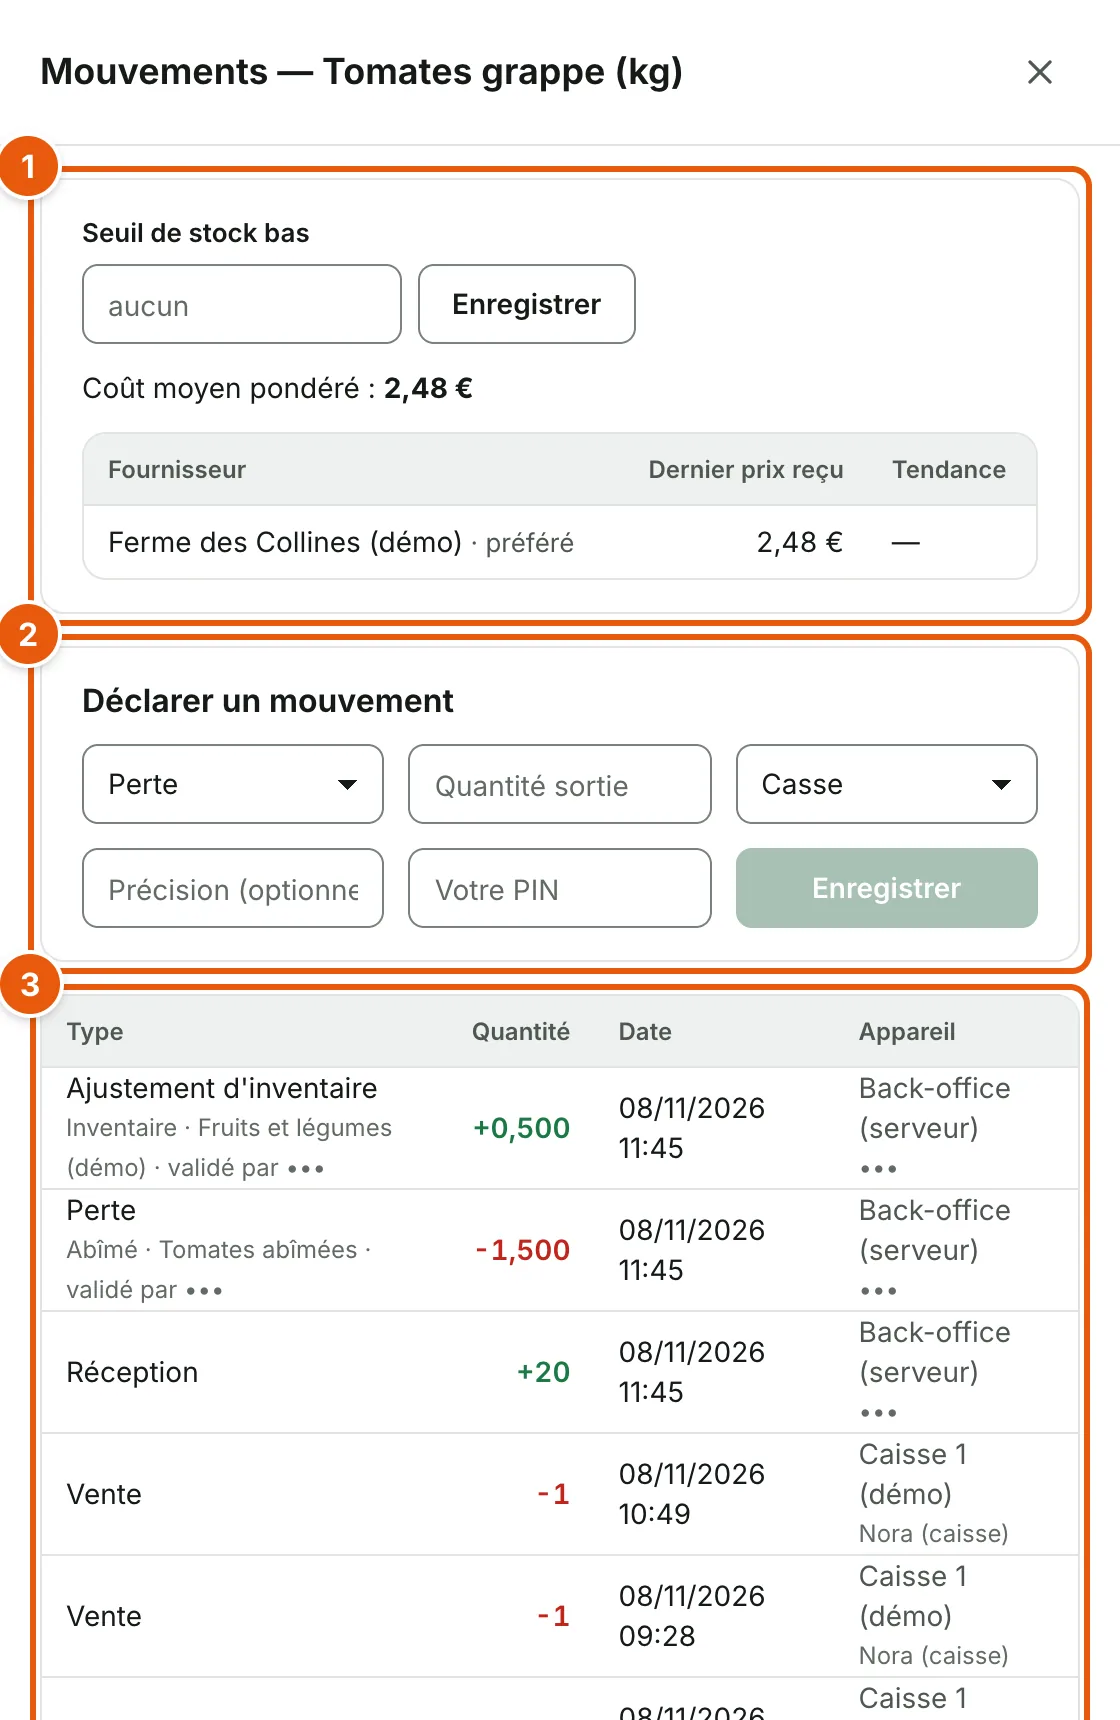 Mouvements — Tomates grappe (kg)
1
Seuil de stock bas
aucun
Enregistrer
Coût moyen pondéré : 2,48 €
Fournisseur Dernier prix reçu Tendance
Ferme des Collines (démo) · préféré 2,48 € —
2
Déclarer un mouvement
Perte Quantité sortie Casse
Précision (optionne Votre PIN Enregistrer
3
Type Quantité Date Appareil
Ajustement d'inventaire
Inventaire · Fruits et légumes
(démo) · validé par •••
+0,500
08/11/2026
11:45
Back-office
(serveur)
•••
Perte
Abîmé · Tomates abîmées ·
validé par •••
-1,500
08/11/2026
11:45
Back-office
(serveur)
•••
Réception
+20
08/11/2026
11:45
Back-office
(serveur)
•••
Vente
-1
08/11/2026
10:49
Caisse 1
(démo)
Nora (caisse)
Vente
-1
08/11/2026
09:28
Caisse 1
(démo)
Nora (caisse)
08/11/2026
Caisse 1